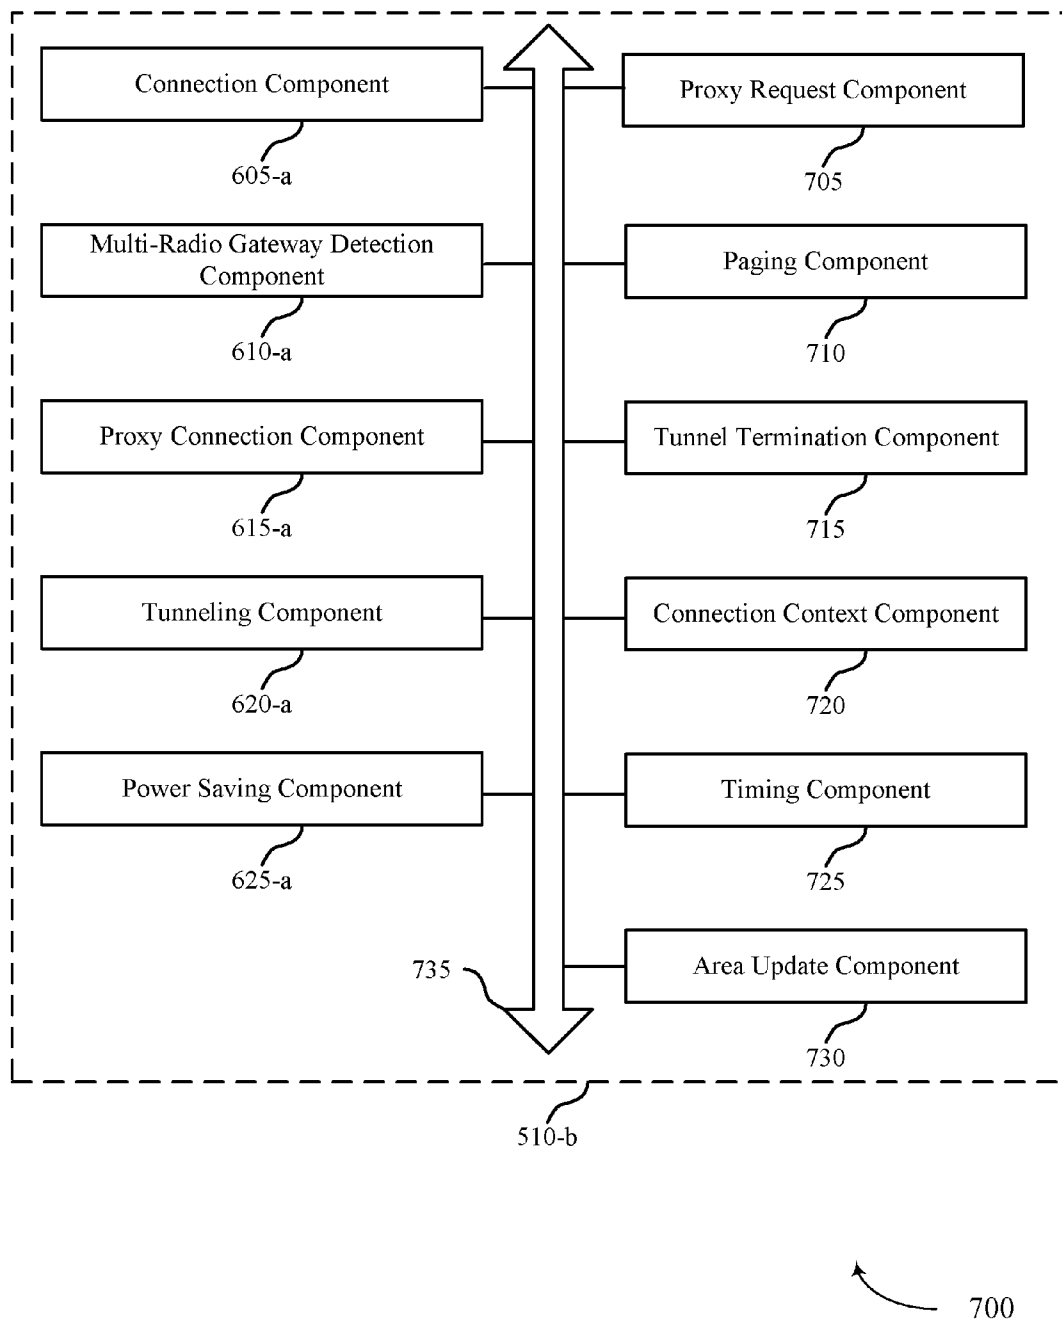 Connection Component
605-a
Proxy Request Component
705
Multi-Radio Gateway Detection
Component
610-a
Paging Component
710
Proxy Connection Component
615-a
Tunnel Termination Component
715
Tunneling Component
620-a
Connection Context Component
720
Power Saving Component
625-a
Timing Component
725
735
Area Update Component
730
510-b
700